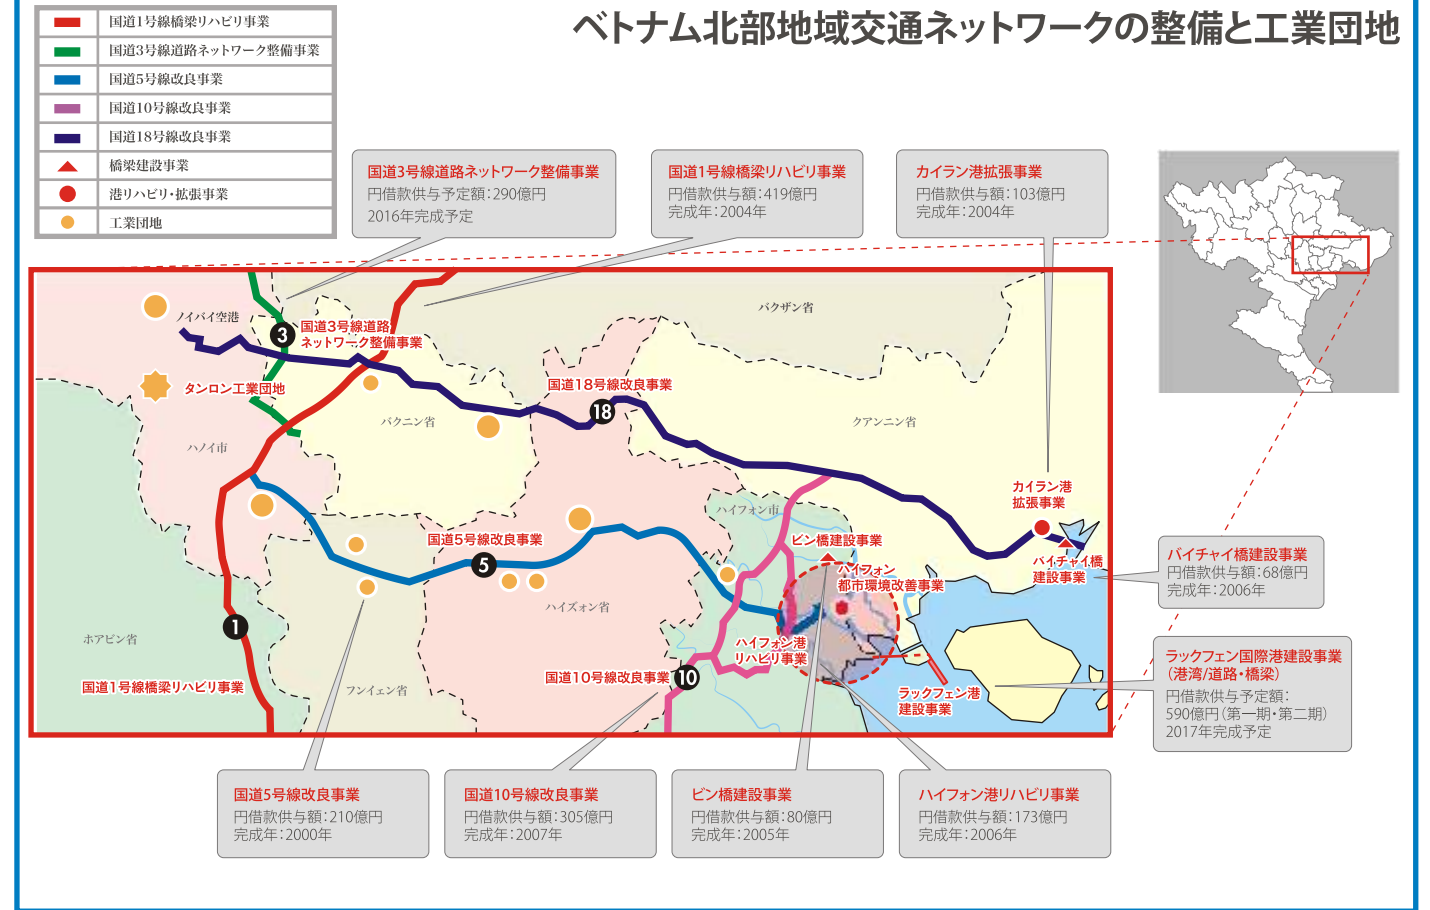 ベトナム北部地域交通ネットワークの整備と工業団地
国道1号線橋梁リハビリ事業
国道3号線道路ネットワーク整備事業
国道5号線改良事業
国道10号線改良事業
国道18号線改良事業
橋梁建設事業
港リハビリ・拡張事業
工業団地
国道3号線道路ネットワーク整備事業
円借款供与予定額：290億円
2016年完成予定
国道1号線橋梁リハビリ事業
円借款供与額：419億円
完成年：2004年
カイラン港拡張事業
円借款供与額：103億円
完成年：2004年
バクザン省
ノイバイ空港
3
国道3号線道路
ネットワーク整備事業
タンロン工業団地
国道18号線改良事業
18
バクニン省
クアンニン省
ハノイ市
カイラン港
拡張事業
ハイフォン市
国道5号線改良事業
5
ビン橋建設事業
バイチャイ橋
建設事業
ハイフォン
都市環境改善事業
ハイズォン省
1
ホアビン省
ハイフォン港
リハビリ事業
国道10号線改良事業
10
国道1号線橋梁リハビリ事業
フンイェン省
ラックフェン港
建設事業
バイチャイ橋建設事業
円借款供与額：68億円
完成年：2006年
ラックフェン国際港建設事業
（港湾/道路・橋梁）
円借款供与予定額：
590億円（第一期・第二期）
2017年完成予定
国道5号線改良事業
円借款供与額：210億円
完成年：2000年
国道10号線改良事業
円借款供与額：305億円
完成年：2007年
ビン橋建設事業
円借款供与額：80億円
完成年：2005年
ハイフォン港リハビリ事業
円借款供与額：173億円
完成年：2006年